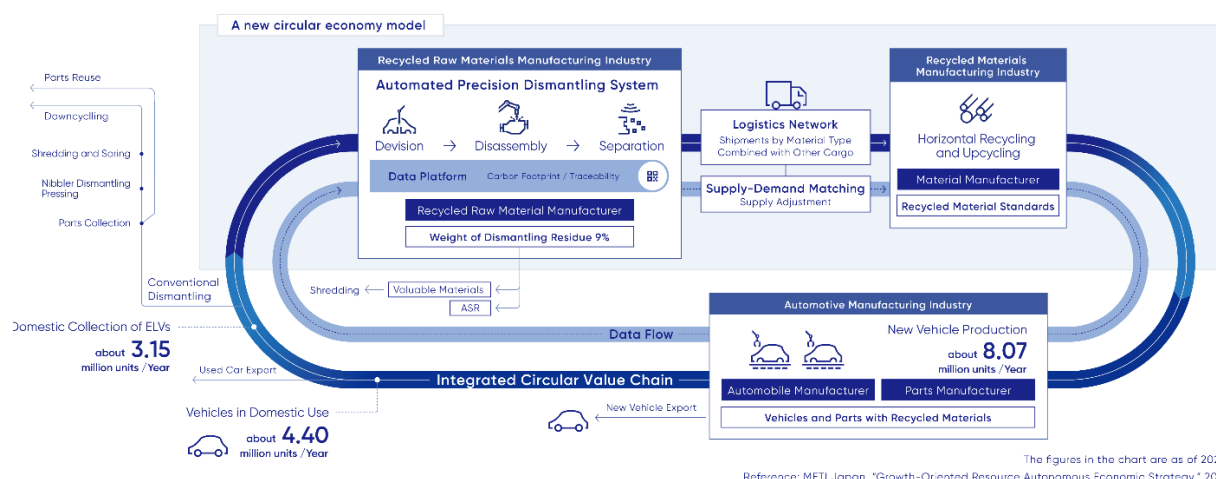 A new circular economy model
Recycled Raw Materials Manufacturing Industry
Automated Precision Dismantling System
Devision
Disassembly
Separation
Data Platform
Carbon Footprint / Traceability
Recycled Raw Material Manufacturer
Weight of Dismantling Residue 9%
Logistics Network
Shipments by Material Type
Combined with Other Cargo
Supply-Demand Matching
Supply Adjustment
Recycled Materials
Manufacturing Industry
Horizontal Recycling
and Upcycling
Material Manufacturer
Recycled Material Standards
Parts Reuse
Downcyclling
Shredding and Soring
Nibbler Dismantling
Pressing
Parts Collection
Conventional
Dismantling
Shredding
Valuable Materials
ASR
Domestic Collection of ELVs
about 3.15
million units /Year
Data Flow
Used Car Export
Integrated Circular Value Chain
Vehicles in Domestic Use
about 4.40
million units /Year
New Vehicle Export
Automotive Manufacturing Industry
New Vehicle Production
about 8.07
million units /Year
Automobile Manufacturer
Parts Manufacturer
Vehicles and Parts with Recycled Materials
The figures in the chart are as of 202
Reference: METI Japan, "Growth-Oriented Resource Autonomous Economic Strategy," 20